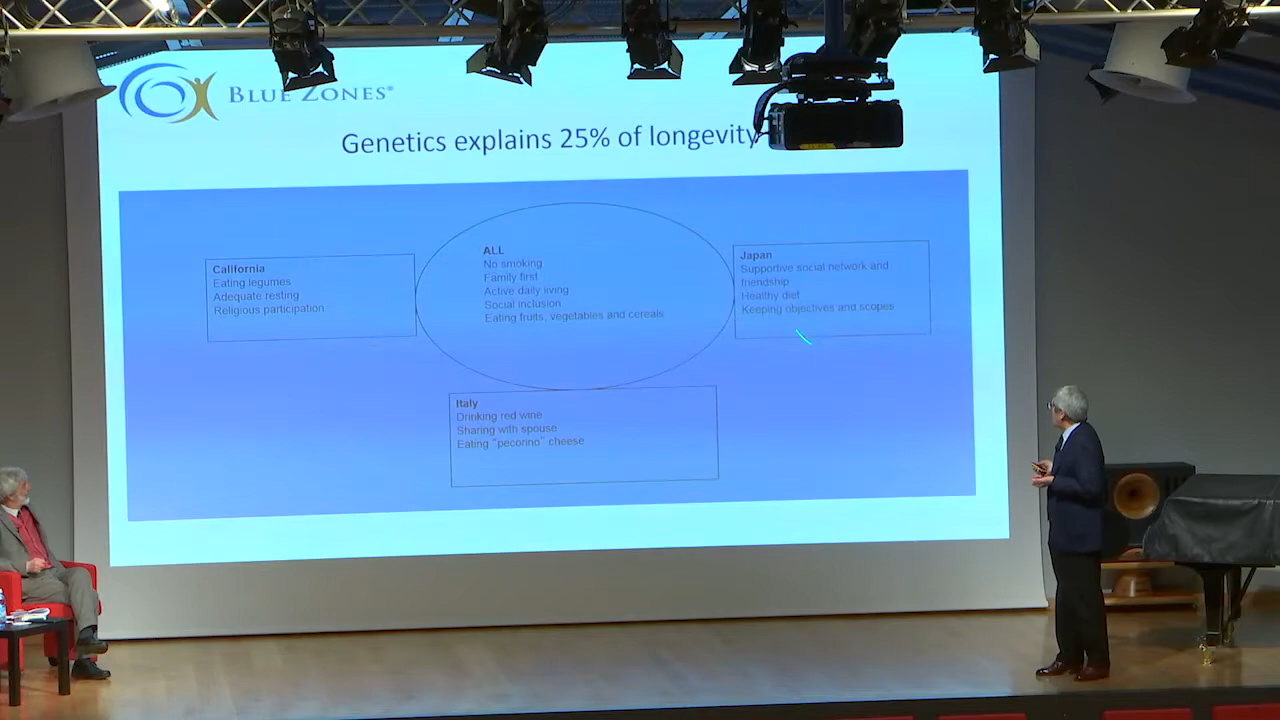 BLUE ZONES®
Genetics explains 25% of longevity
California
Eating legumes
Adequate resting
Religious participation
ALL
No smoking
Family first
Active daily living
Social inclusion
Eating fruits, vegetables and cereals
Japan
Supportive social network and
friendship
Healthy diet
Keeping objectives and scopes
Italy
Drinking red wine
Sharing with spouse
Eating "pecorino" cheese